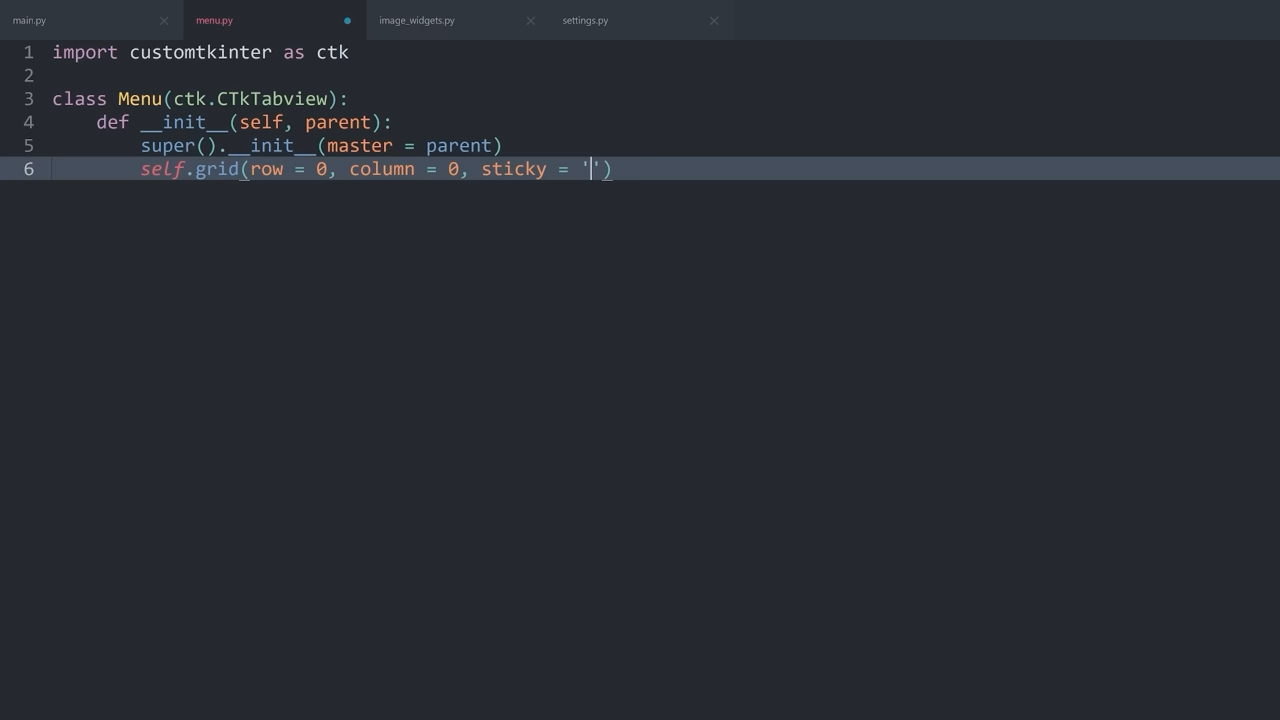 main.py
menu.py
image_widgets.py
settings.py
1 import customtkinter as ctk
2
3 class Menu(ctk.CTkTabview):
4     def __init__(self, parent):
5         super().__init__(master = parent)
6         self.grid(row = 0, column = 0, sticky = '')